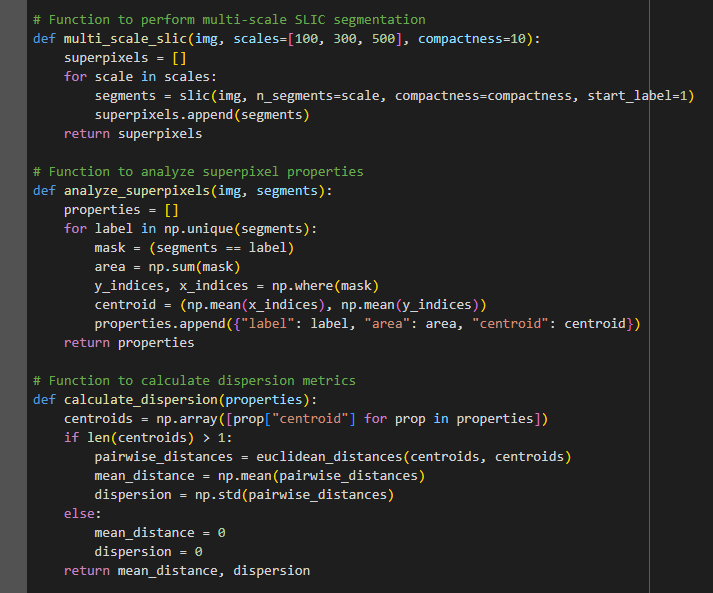 # Function to perform multi-scale SLIC segmentation
def multi_scale_slic(img, scales=[100, 300, 500], compactness=10):
    superpixels = []
    for scale in scales:
        segments = slic(img, n_segments=scale, compactness=compactness, start_label=1)
        superpixels.append(segments)
    return superpixels

# Function to analyze superpixel properties
def analyze_superpixels(img, segments):
    properties = []
    for label in np.unique(segments):
        mask = (segments == label)
        area = np.sum(mask)
        y_indices, x_indices = np.where(mask)
        centroid = (np.mean(x_indices), np.mean(y_indices))
        properties.append({"label": label, "area": area, "centroid": centroid})
    return properties

# Function to calculate dispersion metrics
def calculate_dispersion(properties):
    centroids = np.array([prop["centroid"] for prop in properties])
    if len(centroids) > 1:
        pairwise_distances = euclidean_distances(centroids, centroids)
        mean_distance = np.mean(pairwise_distances)
        dispersion = np.std(pairwise_distances)
    else:
        mean_distance = 0
        dispersion = 0
    return mean_distance, dispersion